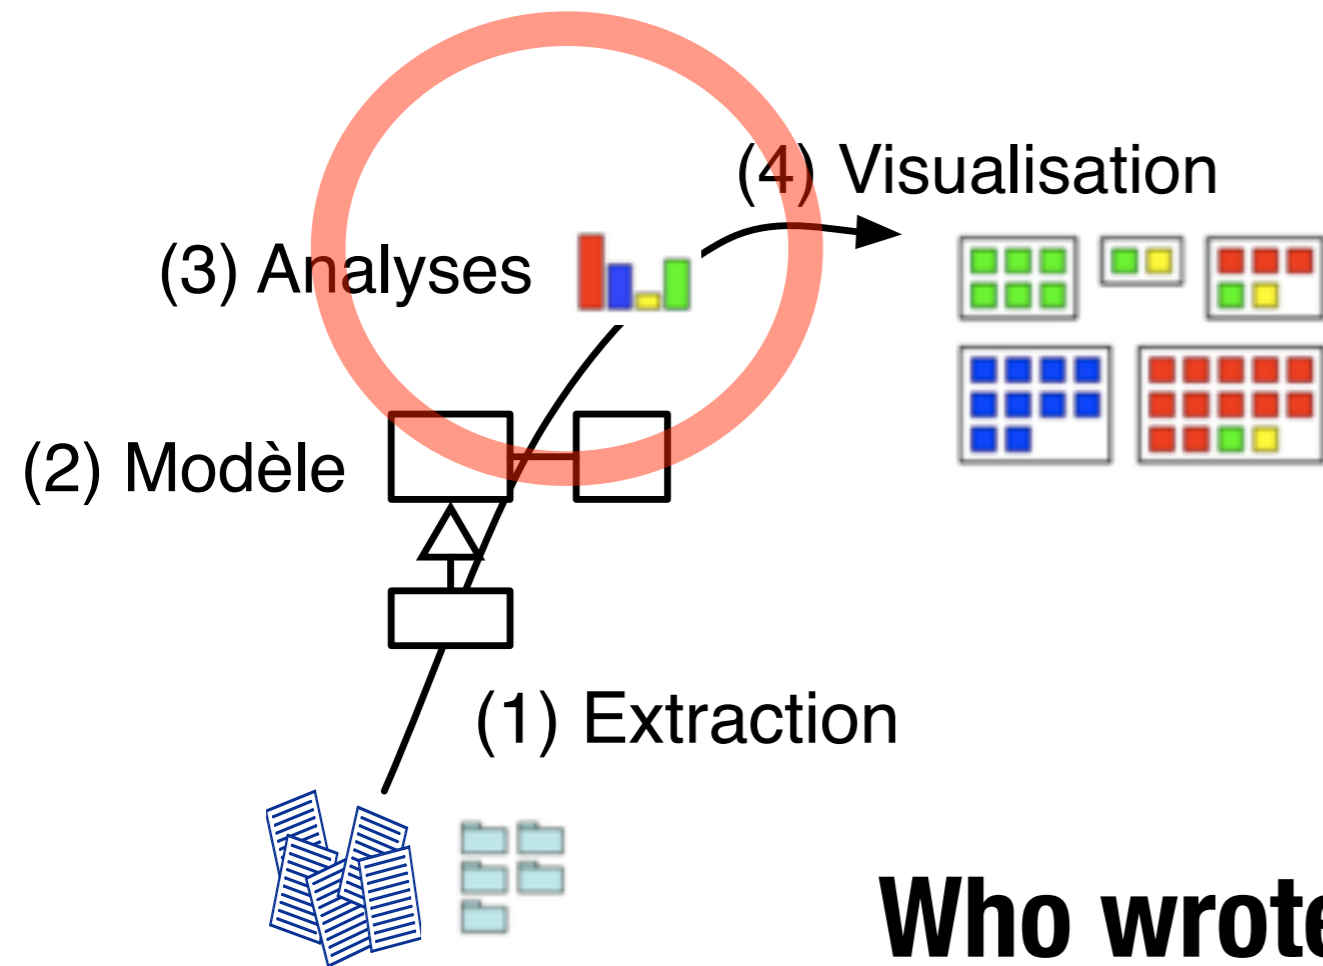 (4) Visualisation
(3) Analyses
(2) Modèle
(1) Extraction
Who wrote